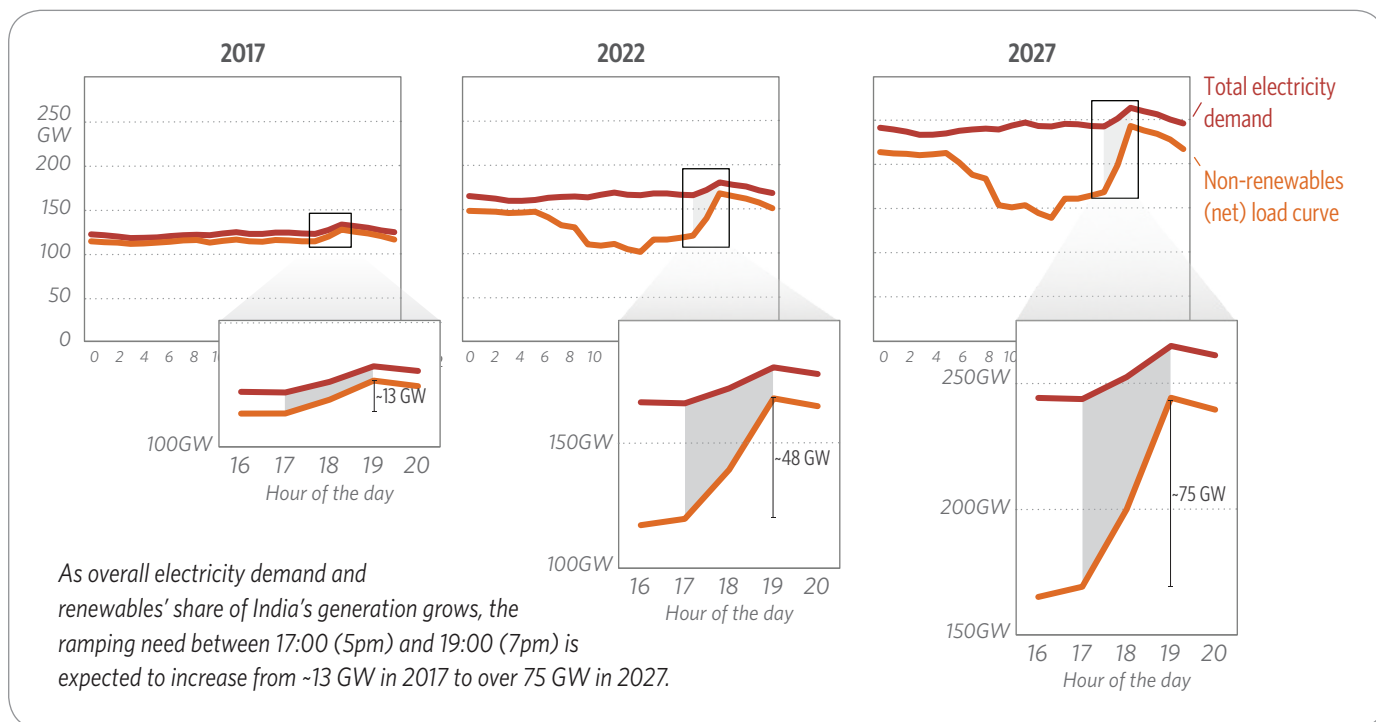 2017
2022
2027
250
GW
200
150
100
50
0
0 2 4 6 8
0 2 4 6 8 10
0 2 4 6 8 10
Total electricity
demand
Non-renewables
(net) load curve
~13 GW
100GW
16 17 18 19 20
Hour of the day
150GW
~48 GW
100GW
16 17 18 19 20
Hour of the day
250GW
200GW
~75 GW
150GW
16 17 18 19 20
Hour of the day
As overall electricity demand and
renewables’ share of India’s generation grows, the
ramping need between 17:00 (5pm) and 19:00 (7pm) is
expected to increase from ~13 GW in 2017 to over 75 GW in 2027.